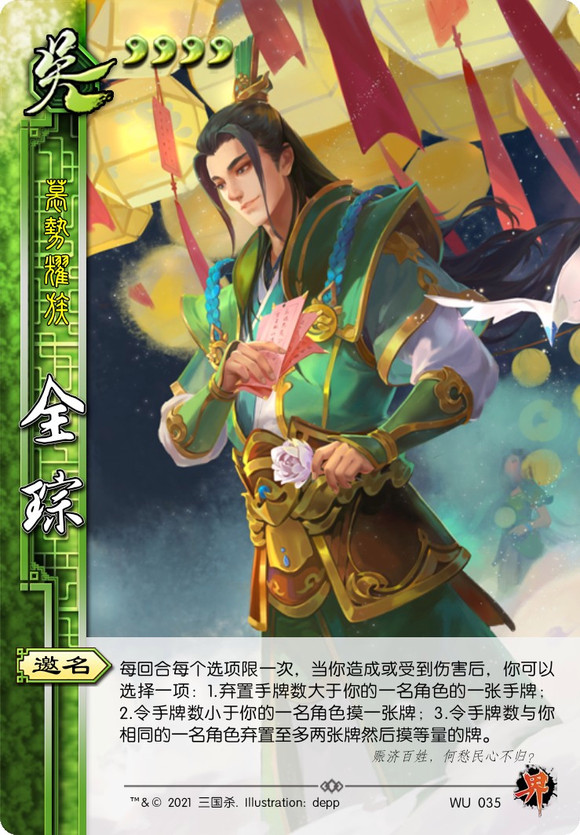 吴
慕勢耀族
全琮
邀名
每回合每个选项限一次，当你造成或受到伤害后，你可以
选择一项：1.弃置手牌数大于你的一名角色的一张手牌；
2.令手牌数小于你的一名角色摸一张牌；3.令手牌数与你
相同的一名角色弃置至多两张牌然后摸等量的牌。
赈济百姓，何愁民心不归？
™&© 2021 三国杀. Illustration: depp
WU 035
界